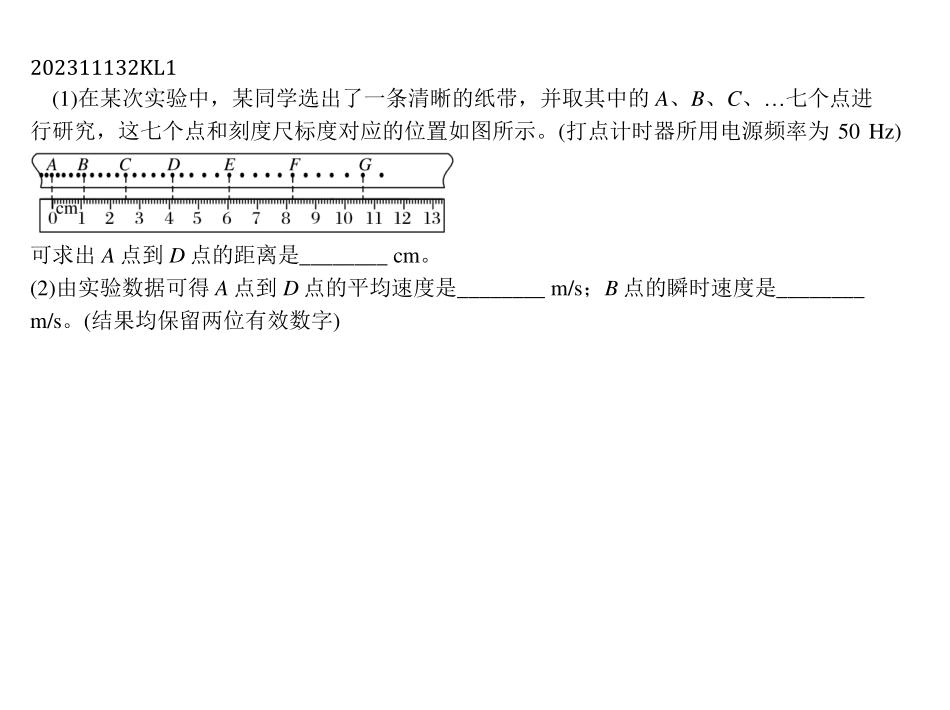 202311132KL1
(1)在某次实验中，某同学选出了一条清晰的纸带，并取其中的 A、B、C、…七个点进
行研究，这七个点和刻度尺标度对应的位置如图所示。(打点计时器所用电源频率为 50 Hz)
A B C D E F G
0 cm 1 2 3 4 5 6 7 8 9 10 11 12 13
可求出 A 点到 D 点的距离是________ cm。
(2)由实验数据可得 A 点到 D 点的平均速度是________ m/s；B 点的瞬时速度是________
m/s。(结果均保留两位有效数字)